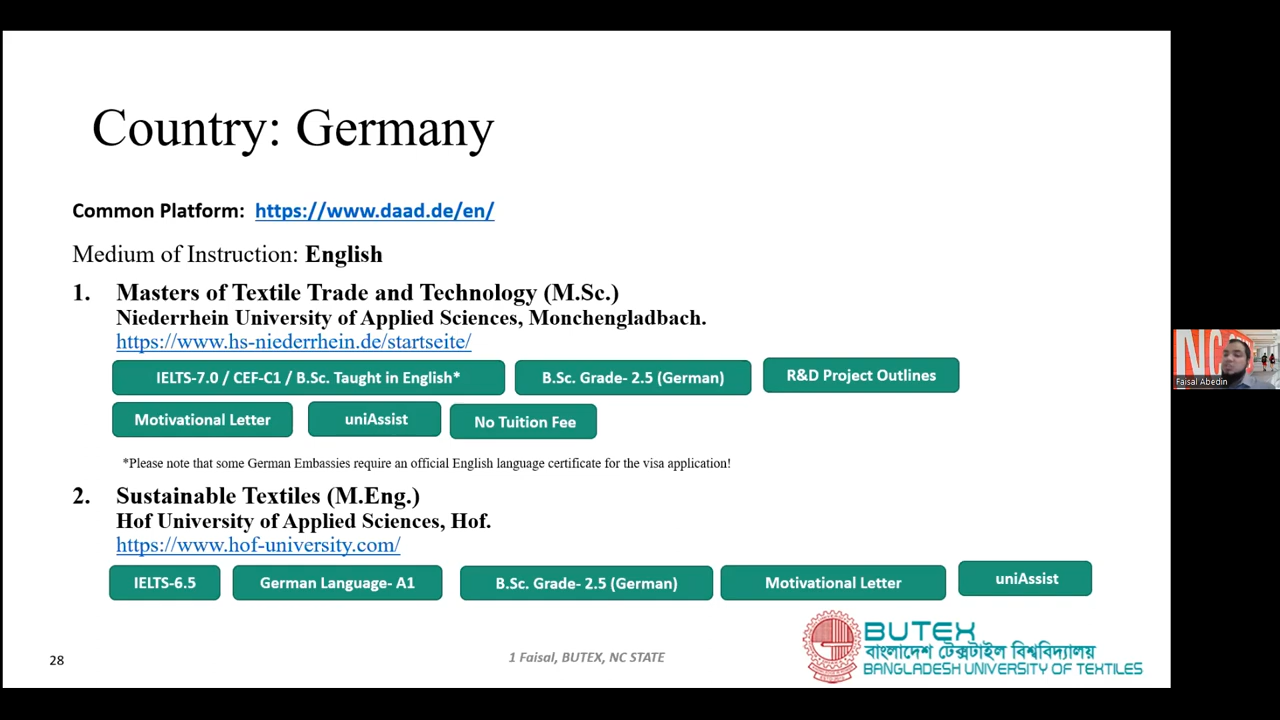 Country: Germany
Common Platform: https://www.daad.de/en/
Medium of Instruction: English
1. Masters of Textile Trade and Technology (M.Sc.)
Niederrhein University of Applied Sciences, Monchengladbach.
https://www.hs-niederrhein.de/startseite/
IELTS-7.0 / CEF-C1 / B.Sc. Taught in English* B.Sc. Grade- 2.5 (German) R&D Project Outlines
Motivational Letter uniAssist No Tuition Fee
*Please note that some German Embassies require an official English language certificate for the visa application!
2. Sustainable Textiles (M.Eng.)
Hof University of Applied Sciences, Hof.
https://www.hof-university.com/
IELTS-6.5 German Language- A1 B.Sc. Grade- 2.5 (German) Motivational Letter uniAssist
28
1 Faisal, BUTEX, NC STATE
BUTEX
বাংলাদেশ টেক্সটাইল বিশ্ববিদ্যালয়
BANGLADESH UNIVERSITY OF TEXTILES
NC
Faisal Abedin